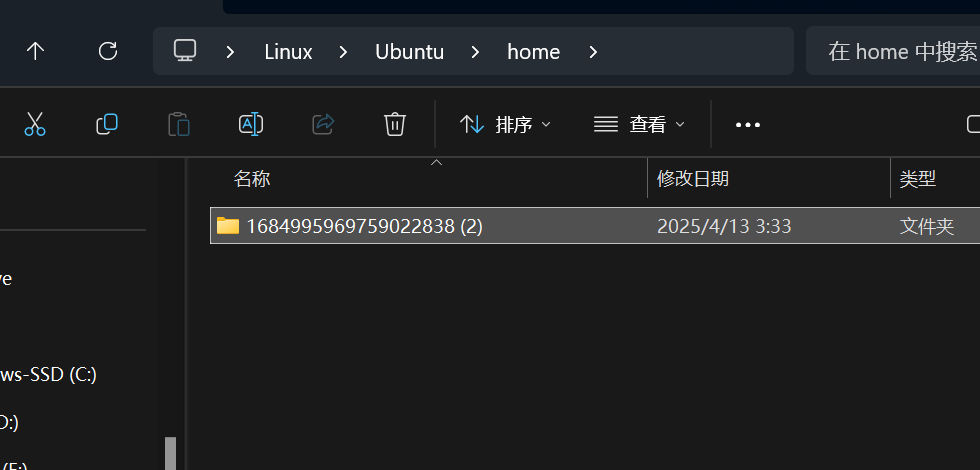 Linux > Ubuntu > home >
在 home 中搜索
排序
查看
名称
修改日期
类型
1684995969759022838 (2)
2025/4/13 3:33
文件夹
ve
ws-SSD (C:)
D:)
(F:)